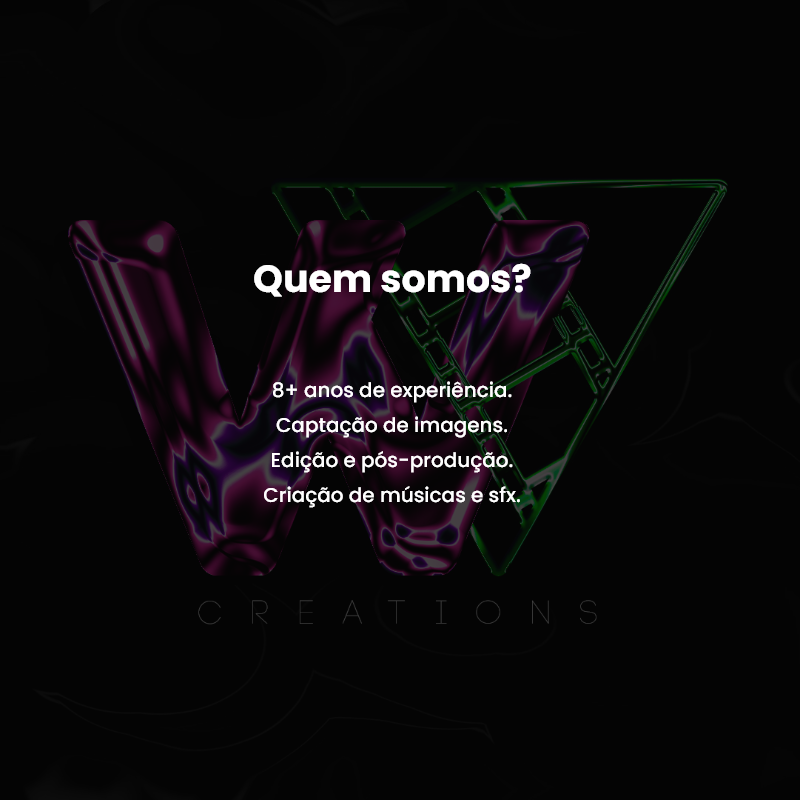 Quem somos?
8+ anos de experiência.
Captação de imagens.
Edição e pós-produção.
Criação de músicas e sfx.
W
CREATIONS